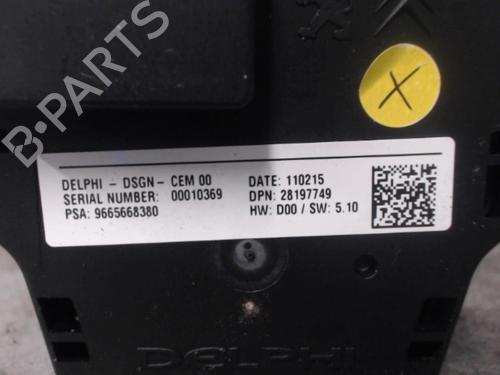 B-PARTS
X
DELPHI - DSGN - CEM 00
SERIAL NUMBER: 00010369
PSA: 9665668380
DATE: 110215
DPN: 28197749
HW: D00 / SW: 5.10
DELPHI